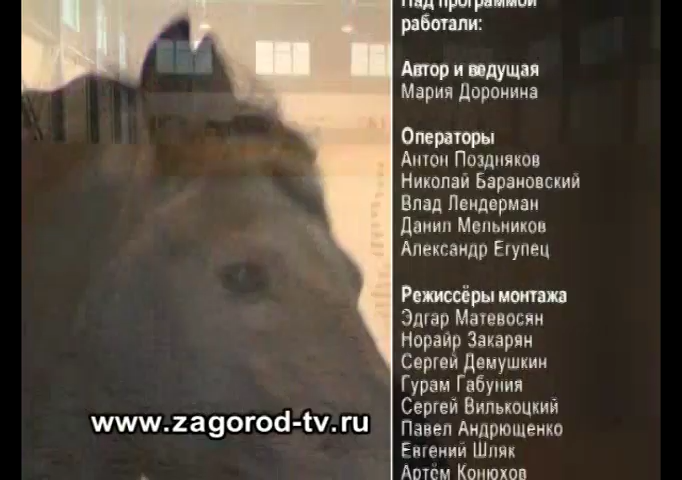 Над программой
работали:
Автор и ведущая
Мария Доронина
Операторы
Антон Поздняков
Николай Барановский
Влад Лендерман
Данил Мельников
Александр Егупец
Режиссёры монтажа
Эдгар Матевосян
Норайр Закарян
Сергей Демушкин
Гурам Габуния
Сергей Вилькоцкий
Павел Андрющенко
Евгений Шляк
Артём Конюхов
www.zagorod-tv.ru